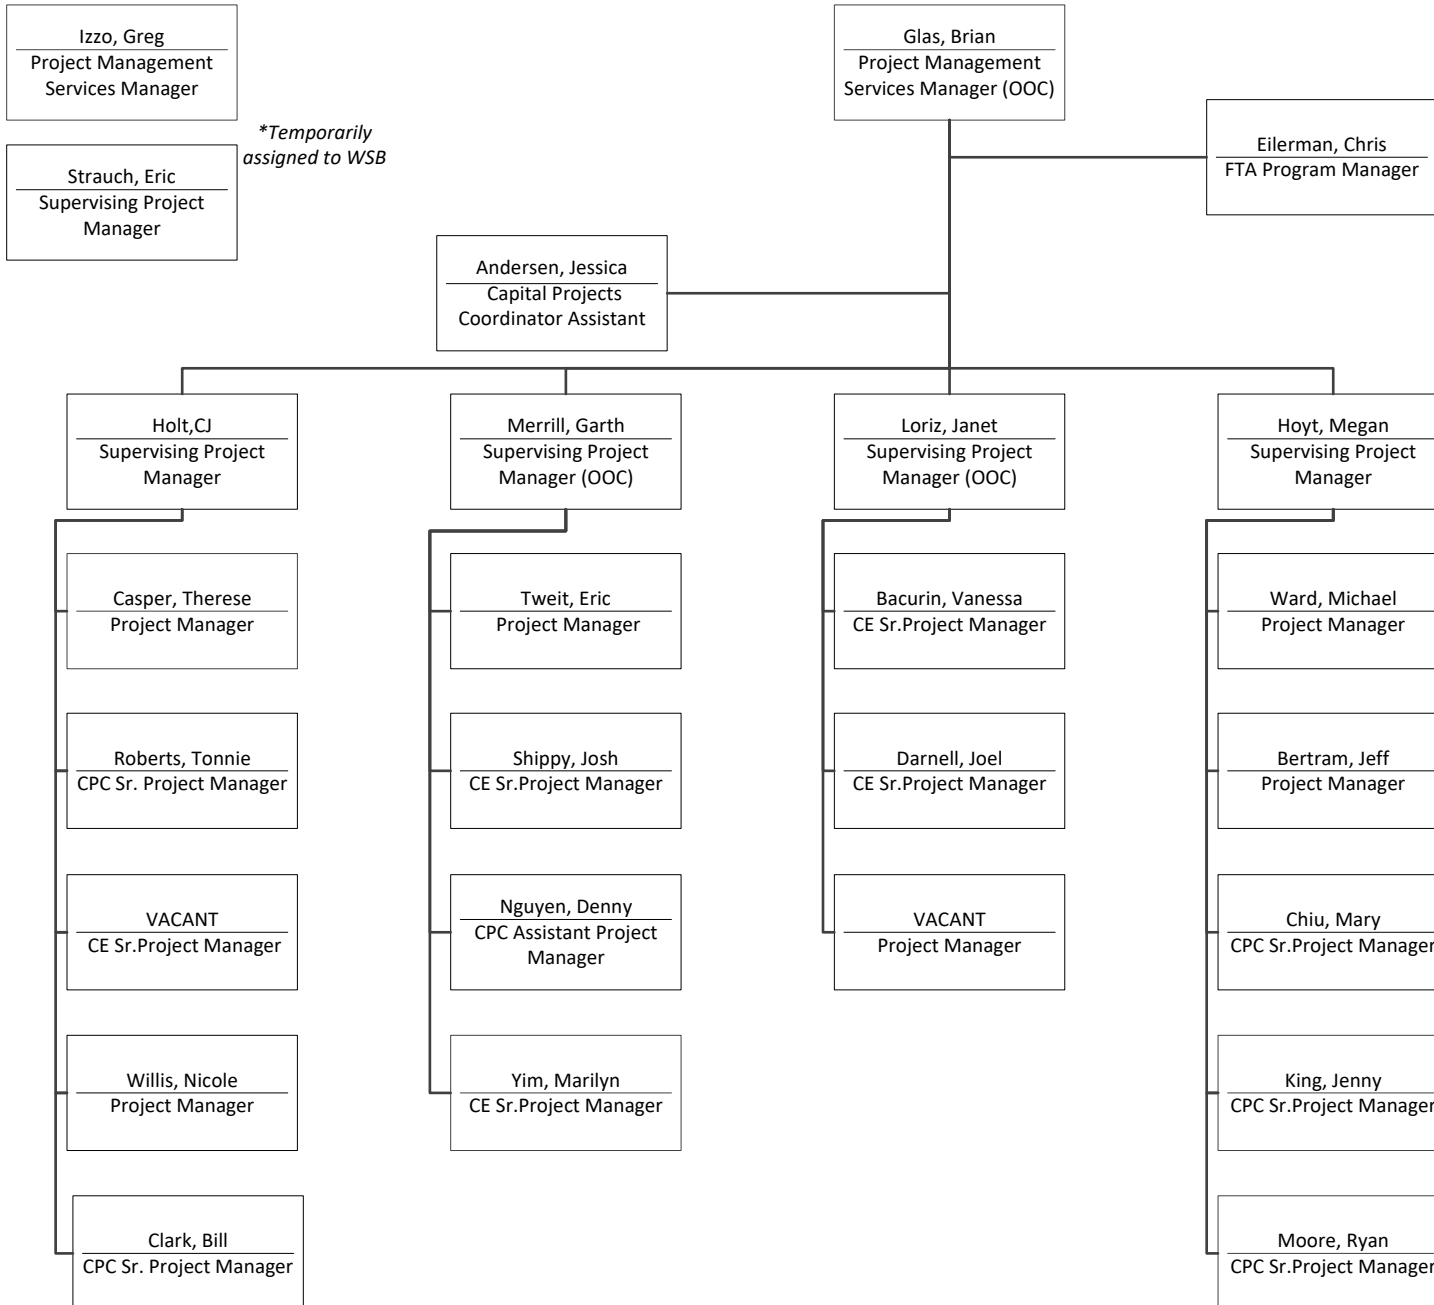 Izzo, Greg
Project Management
Services Manager
Glas, Brian
Project Management
Services Manager (OOC)
*Temporarily
assigned to WSB
Eilerman, Chris
FTA Program Manager
Strauch, Eric
Supervising Project
Manager
Andersen, Jessica
Capital Projects
Coordinator Assistant
Holt,CJ
Supervising Project
Manager
Merrill, Garth
Supervising Project
Manager (OOC)
Loriz, Janet
Supervising Project
Manager (OOC)
Hoyt, Megan
Supervising Project
Manager
Casper, Therese
Project Manager
Tweit, Eric
Project Manager
Bacurin, Vanessa
CE Sr.Project Manager
Ward, Michael
Project Manager
Roberts, Tonnie
CPC Sr. Project Manager
Shippy, Josh
CE Sr.Project Manager
Darnell, Joel
CE Sr.Project Manager
Bertram, Jeff
Project Manager
VACANT
CE Sr.Project Manager
Nguyen, Denny
CPC Assistant Project
Manager
VACANT
Project Manager
Chiu, Mary
CPC Sr.Project Manager
Willis, Nicole
Project Manager
Yim, Marilyn
CE Sr.Project Manager
King, Jenny
CPC Sr.Project Manager
Clark, Bill
CPC Sr. Project Manager
Moore, Ryan
CPC Sr.Project Manager